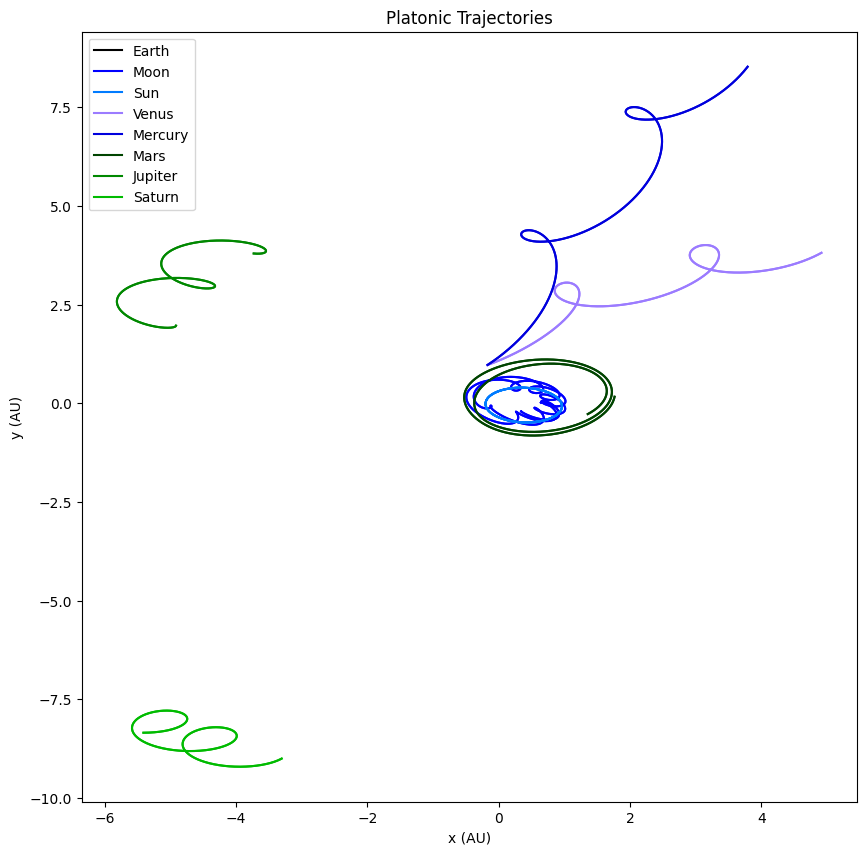 Platonic Trajectories
Earth
Moon
Sun
Venus
Mercury
Mars
Jupiter
Saturn
7.5
5.0
2.5
0.0
−2.5
−5.0
−7.5
−10.0
y (AU)
−6
−4
−2
0
2
4
x (AU)